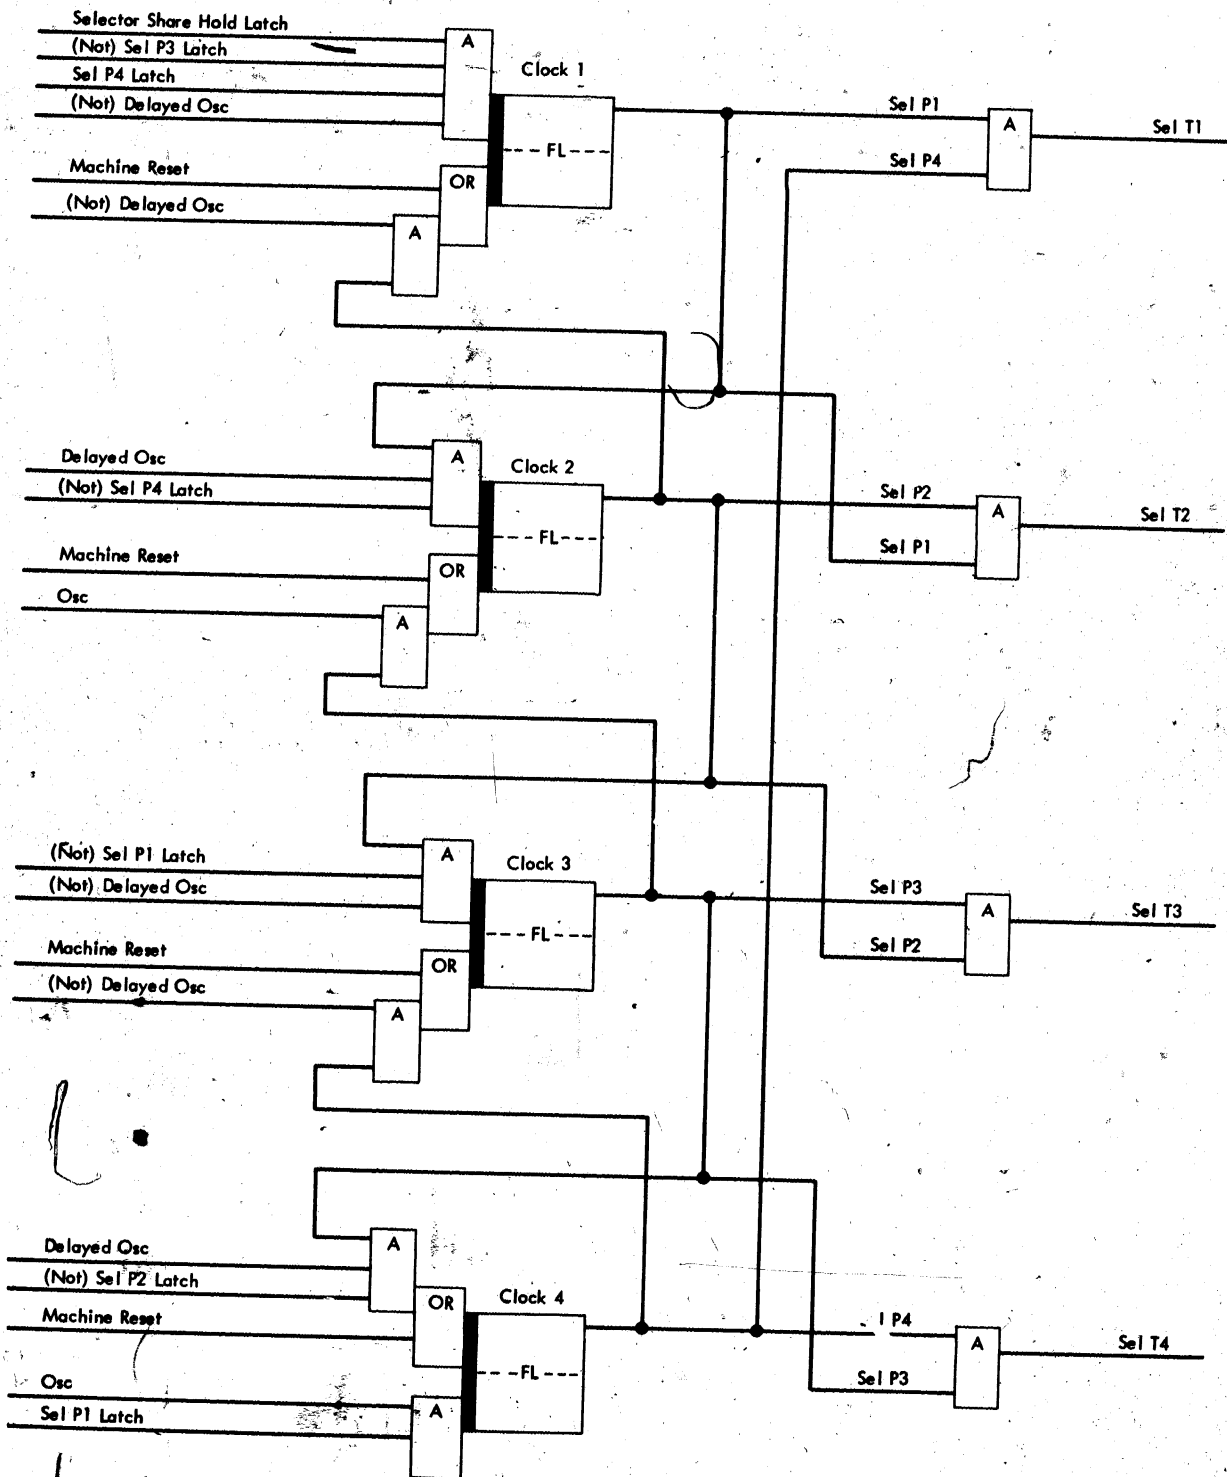 Selector Share Hold Latch
(Not) Sel P3 Latch
Sel P4 Latch
(Not) Delayed Osc
A
Clock 1
FL
Sel P1
A
Sel T1
Sel P4
Machine Reset
OR
(Not) Delayed Osc
A
Delayed Osc
(Not) Sel P4 Latch
A
Clock 2
FL
Sel P2
A
Sel T2
Sel P1
Machine Reset
OR
Osc
A
(Not) Sel P1 Latch
(Not) Delayed Osc
A
Clock 3
FL
Sel P3
A
Sel T3
Sel P2
Machine Reset
OR
(Not) Delayed Osc
A
Delayed Osc
(Not) Sel P2 Latch
A
Machine Reset
OR
Clock 4
FL
l P4
A
Sel T4
Sel P3
Osc
Sel P1 Latch
A